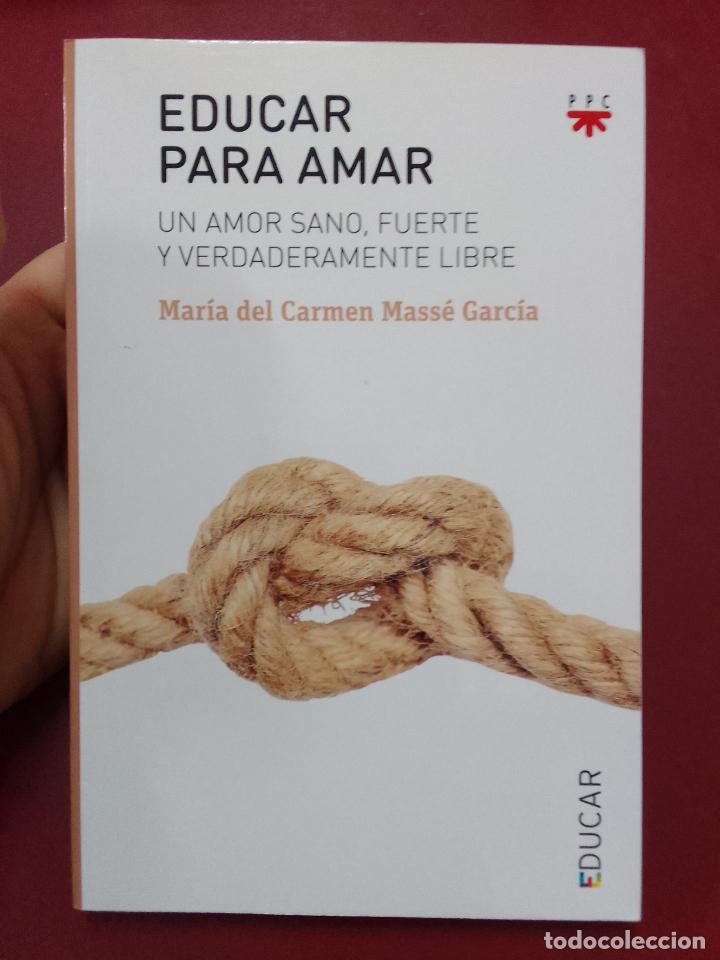 EDUCAR
PARA AMAR
UN AMOR SANO, FUERTE
Y VERDADERAMENTE LIBRE
María del Carmen Massé García
PPC
EDUCAR
todocoleccion